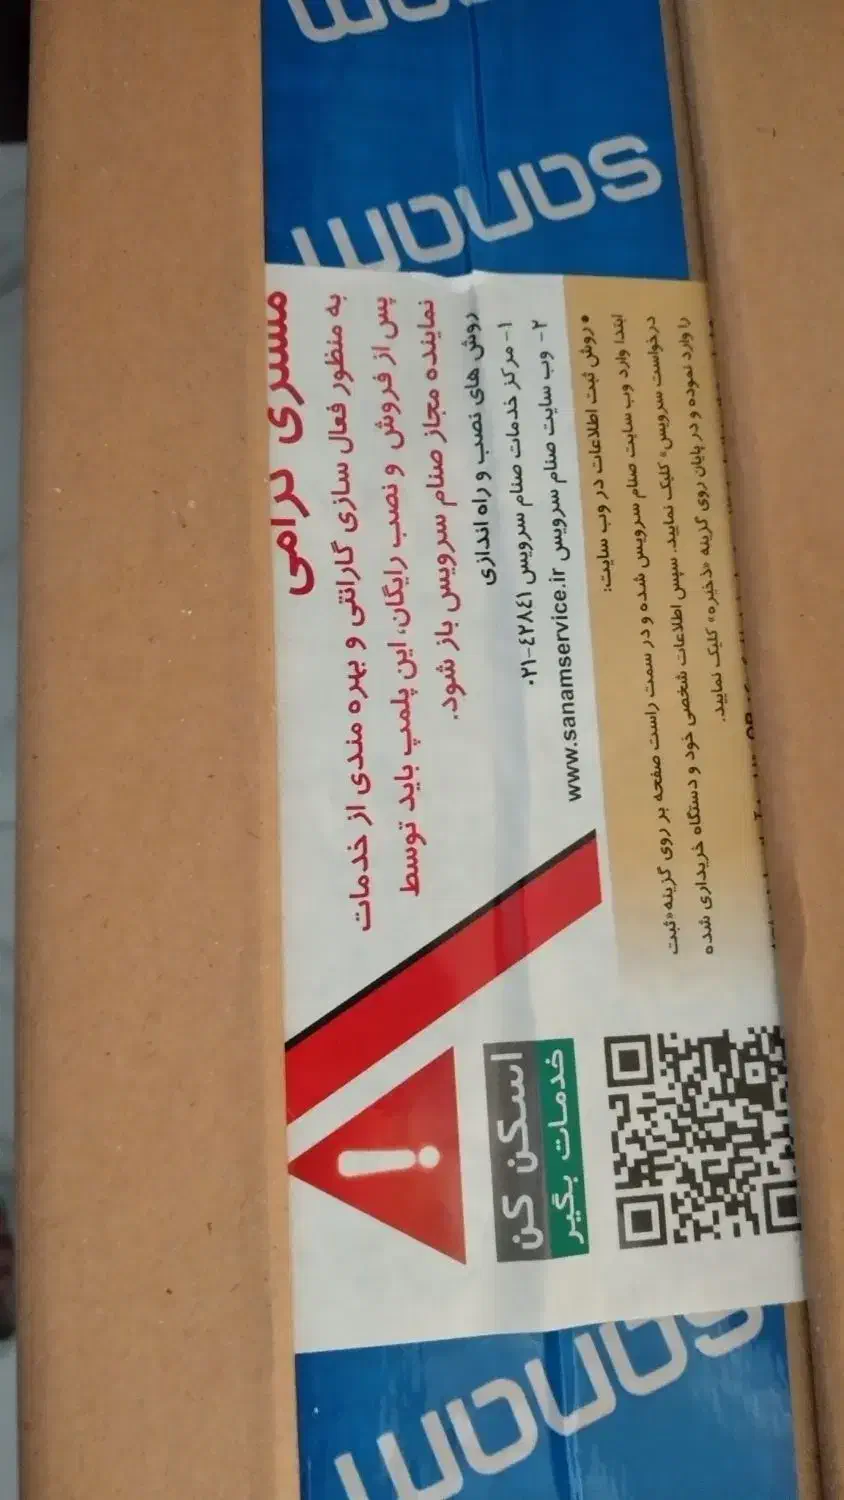 sanam
مشتری گرامی
به منظور فعال سازی گارانتی و بهره مندی از خدمات
پس از فروش و نصب رایگان، این پلمپ باید توسط
نماینده مجاز صنام سرویس باز شود.
روش های نصب و راه اندازی
۱- مرکز خدمات صنام سرویس ۴۲۸۴۱-۰۲۱
۲- وب سایت صنام سرویس www.sanamservice.ir
• روش ثبت اطلاعات در وب سایت:
ابتدا وارد وب سایت صنام سرویس شده و در سمت راست صفحه بر روی گزینه «ثبت
درخواست سرویس» کلیک نمایید. سپس اطلاعات شخصی خود و دستگاه خریداری شده
را وارد نموده و در پایان روی گزینه «ذخیره» کلیک نمایید.
!
اسکن کن
خدمات بگیر
sanam